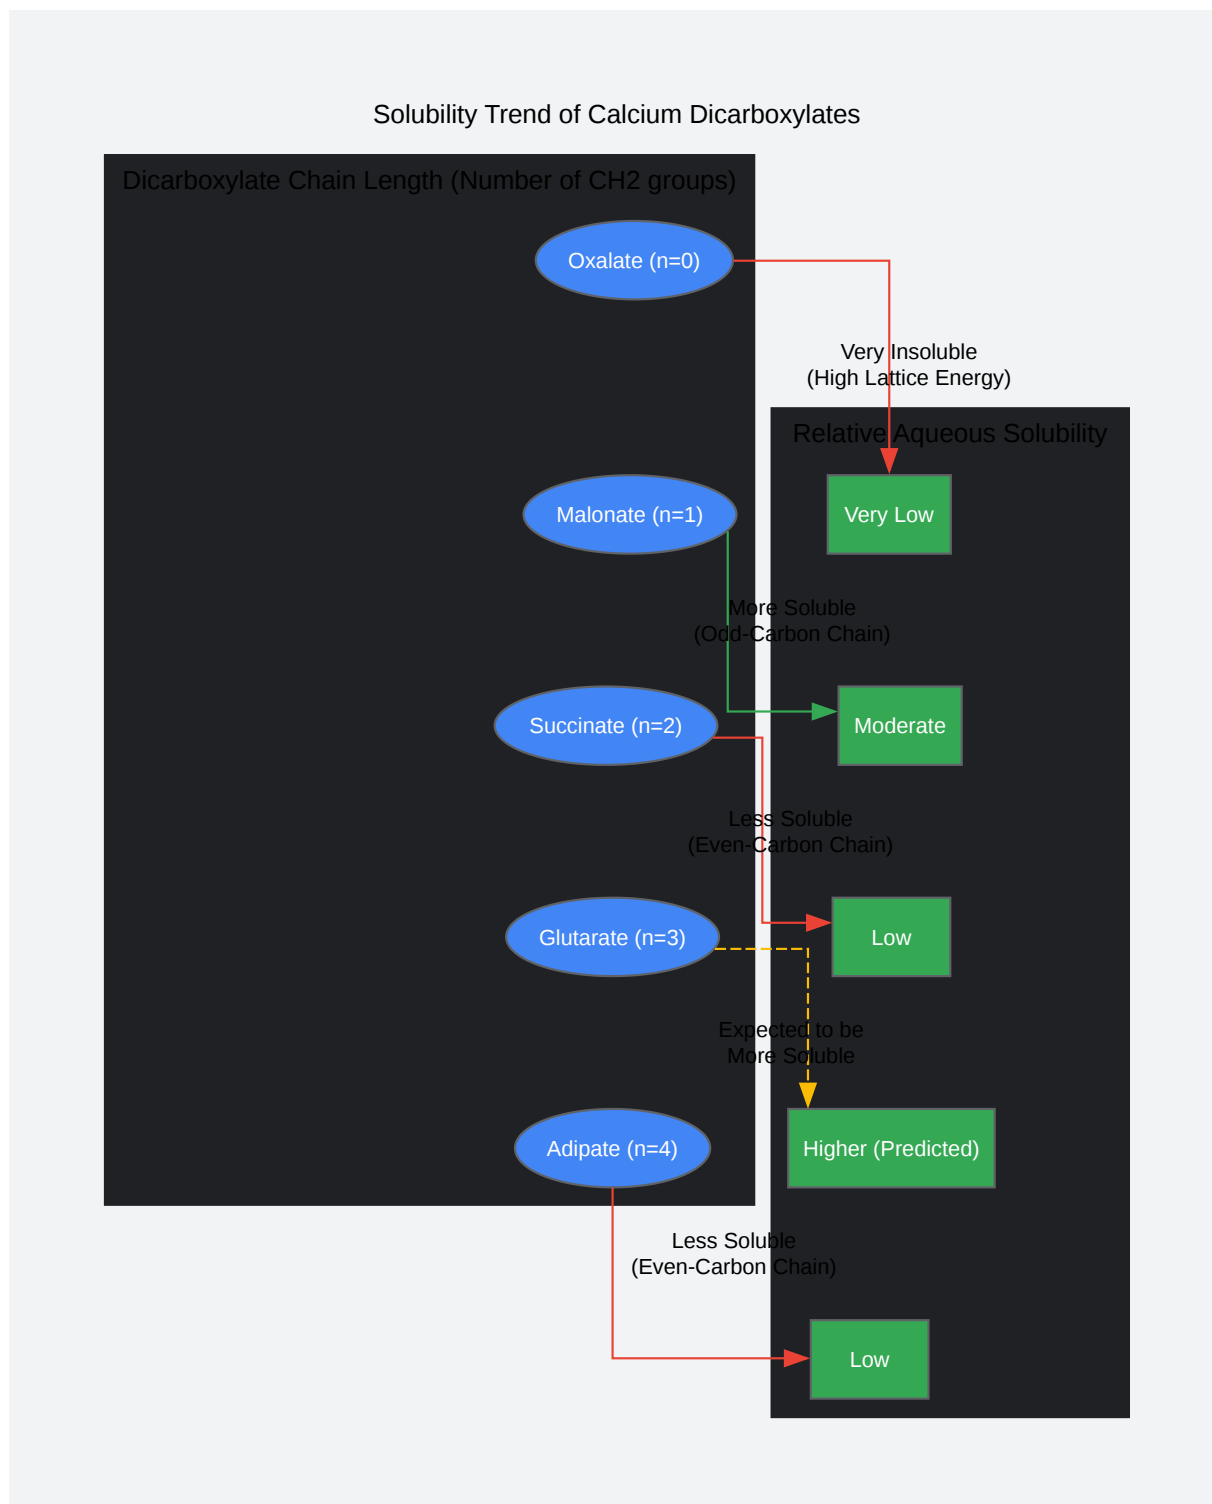 Solubility Trend of Calcium Dicarboxylates
Dicarboxylate Chain Length (Number of CH2 groups)
Oxalate (n=0)
Very Insoluble
(High Lattice Energy)
Relative Aqueous Solubility
Malonate (n=1)
Very Low
More Soluble
(Odd-Carbon Chain)
Succinate (n=2)
Moderate
Less Soluble
(Even-Carbon Chain)
Glutarate (n=3)
Low
Expected to be
More Soluble
Adipate (n=4)
Higher (Predicted)
Less Soluble
(Even-Carbon Chain)
Low